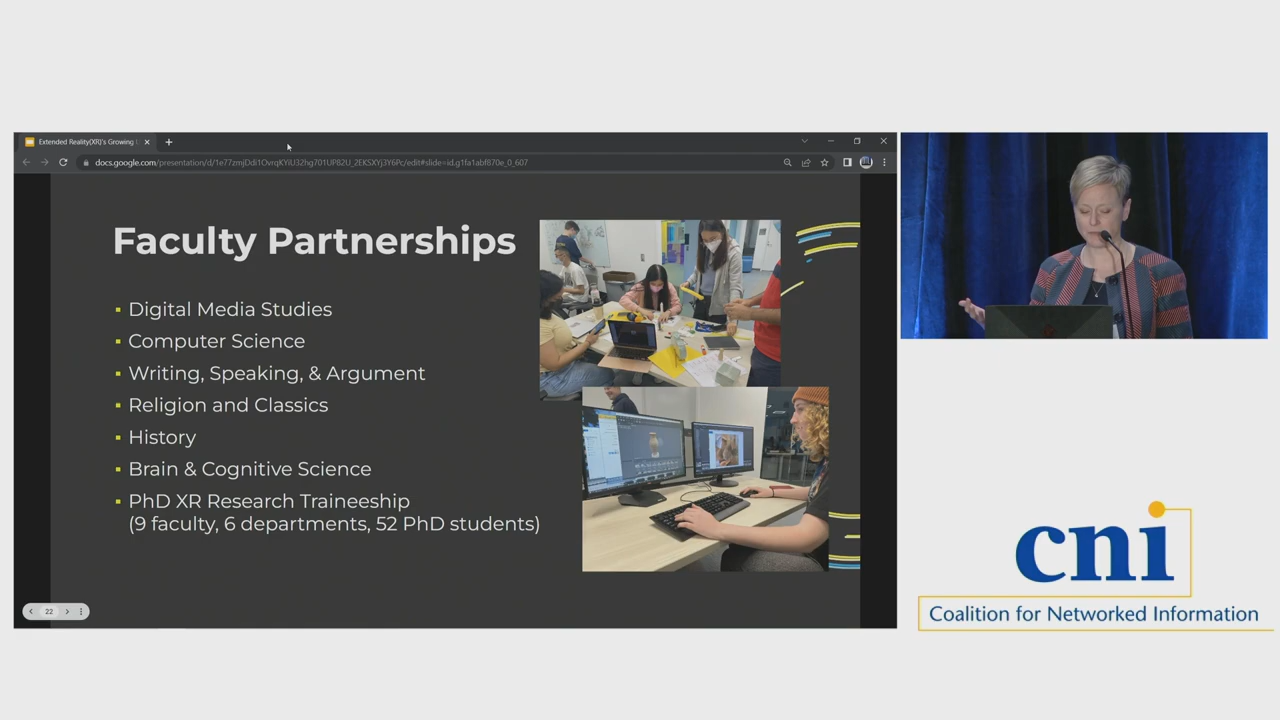 Extended Reality(XR)'s Growing |
docs.google.com/presentation/d/1e77zmjDdi1OvrqKYiU32hg701UP82U_2EKSXYj3Y6Pc/edit#slide=id.g1fa1abf870e_0_607
Faculty Partnerships
Digital Media Studies
Computer Science
Writing, Speaking, & Argument
Religion and Classics
History
Brain & Cognitive Science
PhD XR Research Traineeship
(9 faculty, 6 departments, 52 PhD students)
22
cni
Coalition for Networked Information